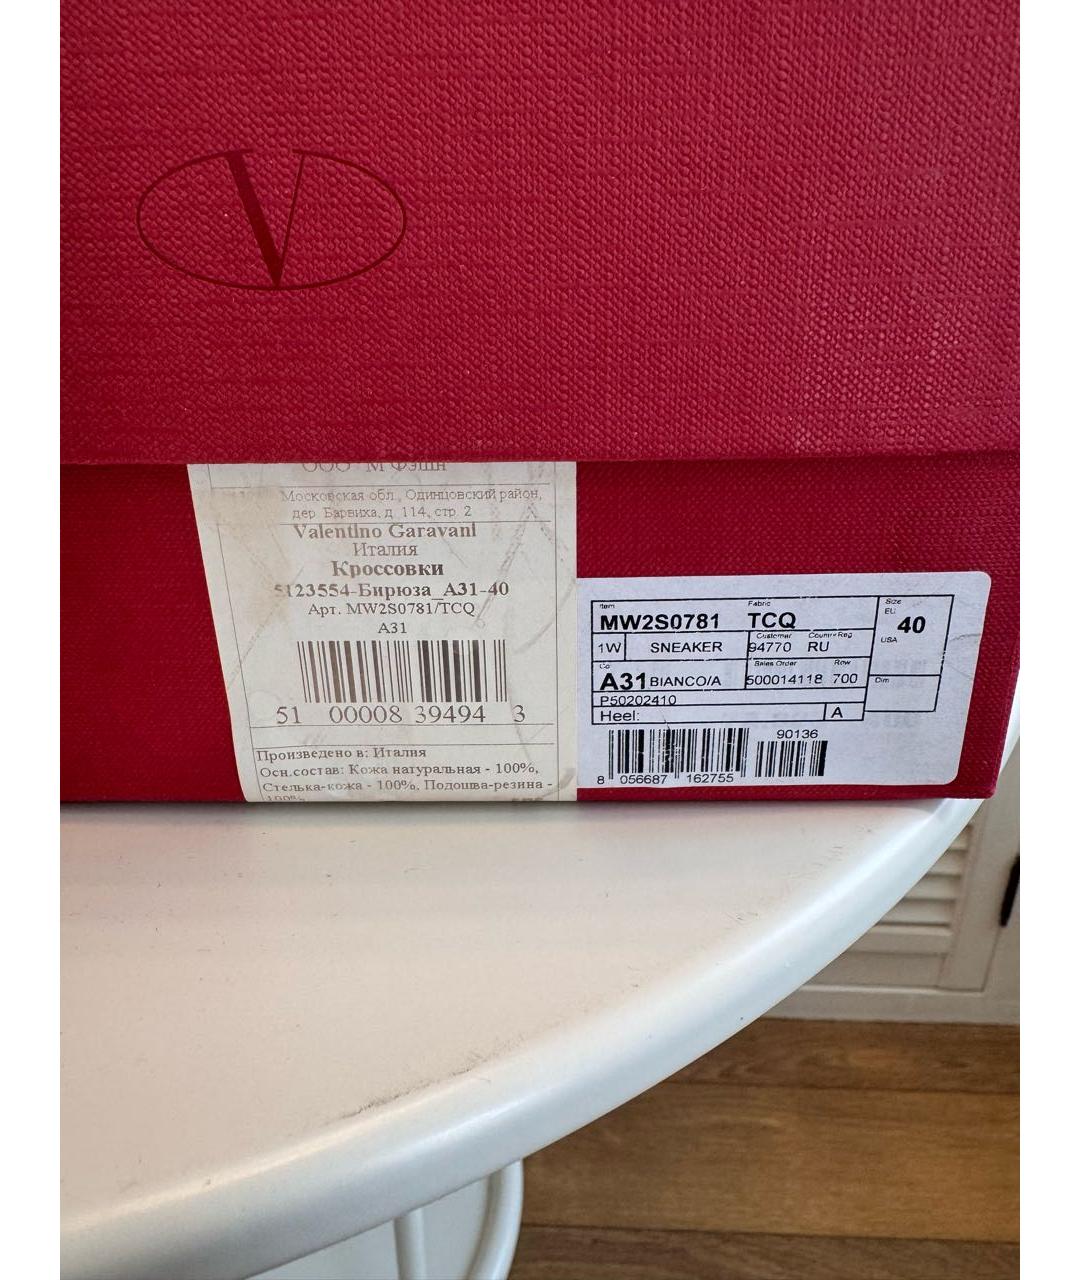 V
ООО "М Фэшн"
Московская обл., Одинцовский район,
дер. Барвиха, д. 114, стр. 2
Valentino Garavani
Италия
Кроссовки
5123554-Бирюза_A31-40
Арт. MW2S0781/TCQ
A31
51 00008 39494 3
Произведено в: Италия
Осн.состав: Кожа натуральная - 100%,
Стелька-кожа - 100%, Подошва-резина -
100%
Item Fabric Size
MW2S0781 TCQ EU 40
Customer Country Reg USA
1W SNEAKER 94770 RU
Co Sales Order Row
A31 BIANCO/A 500014118 700 Dim
P50202410
Heel: A
90136
8 056687 162755